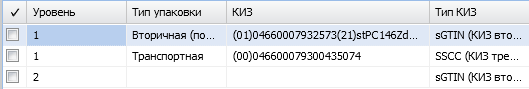 ✓ Уровень Тип упаковки КИЗ Тип КИЗ
1 Вторичная (по... (01)04660007932573(21)stPC146Zd... sGTIN (КИЗ вто...
1 Транспортная (00)046600079300435074 SSCC (КИЗ тре...
2 sGTIN (КИЗ вто...